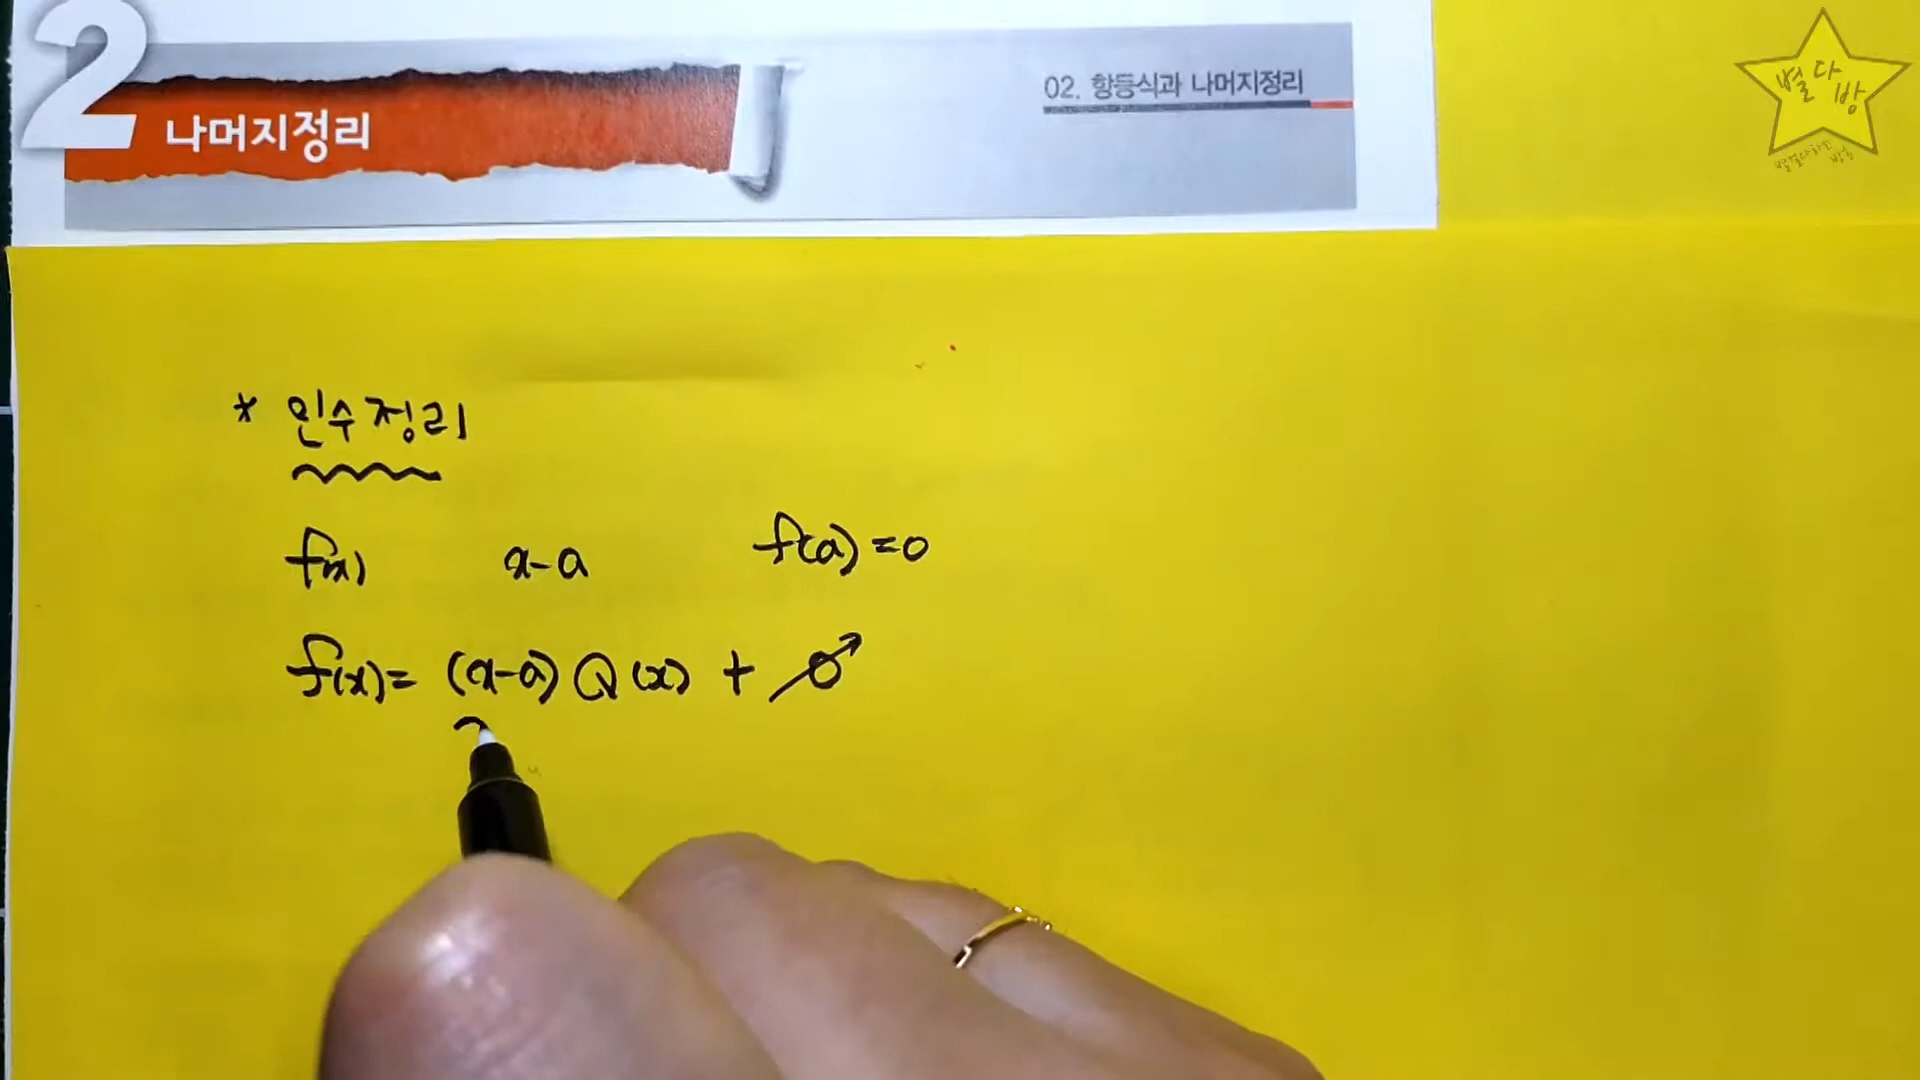 2
나머지정리
02. 항등식과 나머지정리
별다방
* 인수정리
f(x) x-a f(a)=0
f(x)= (x-a) Q(x) + 0